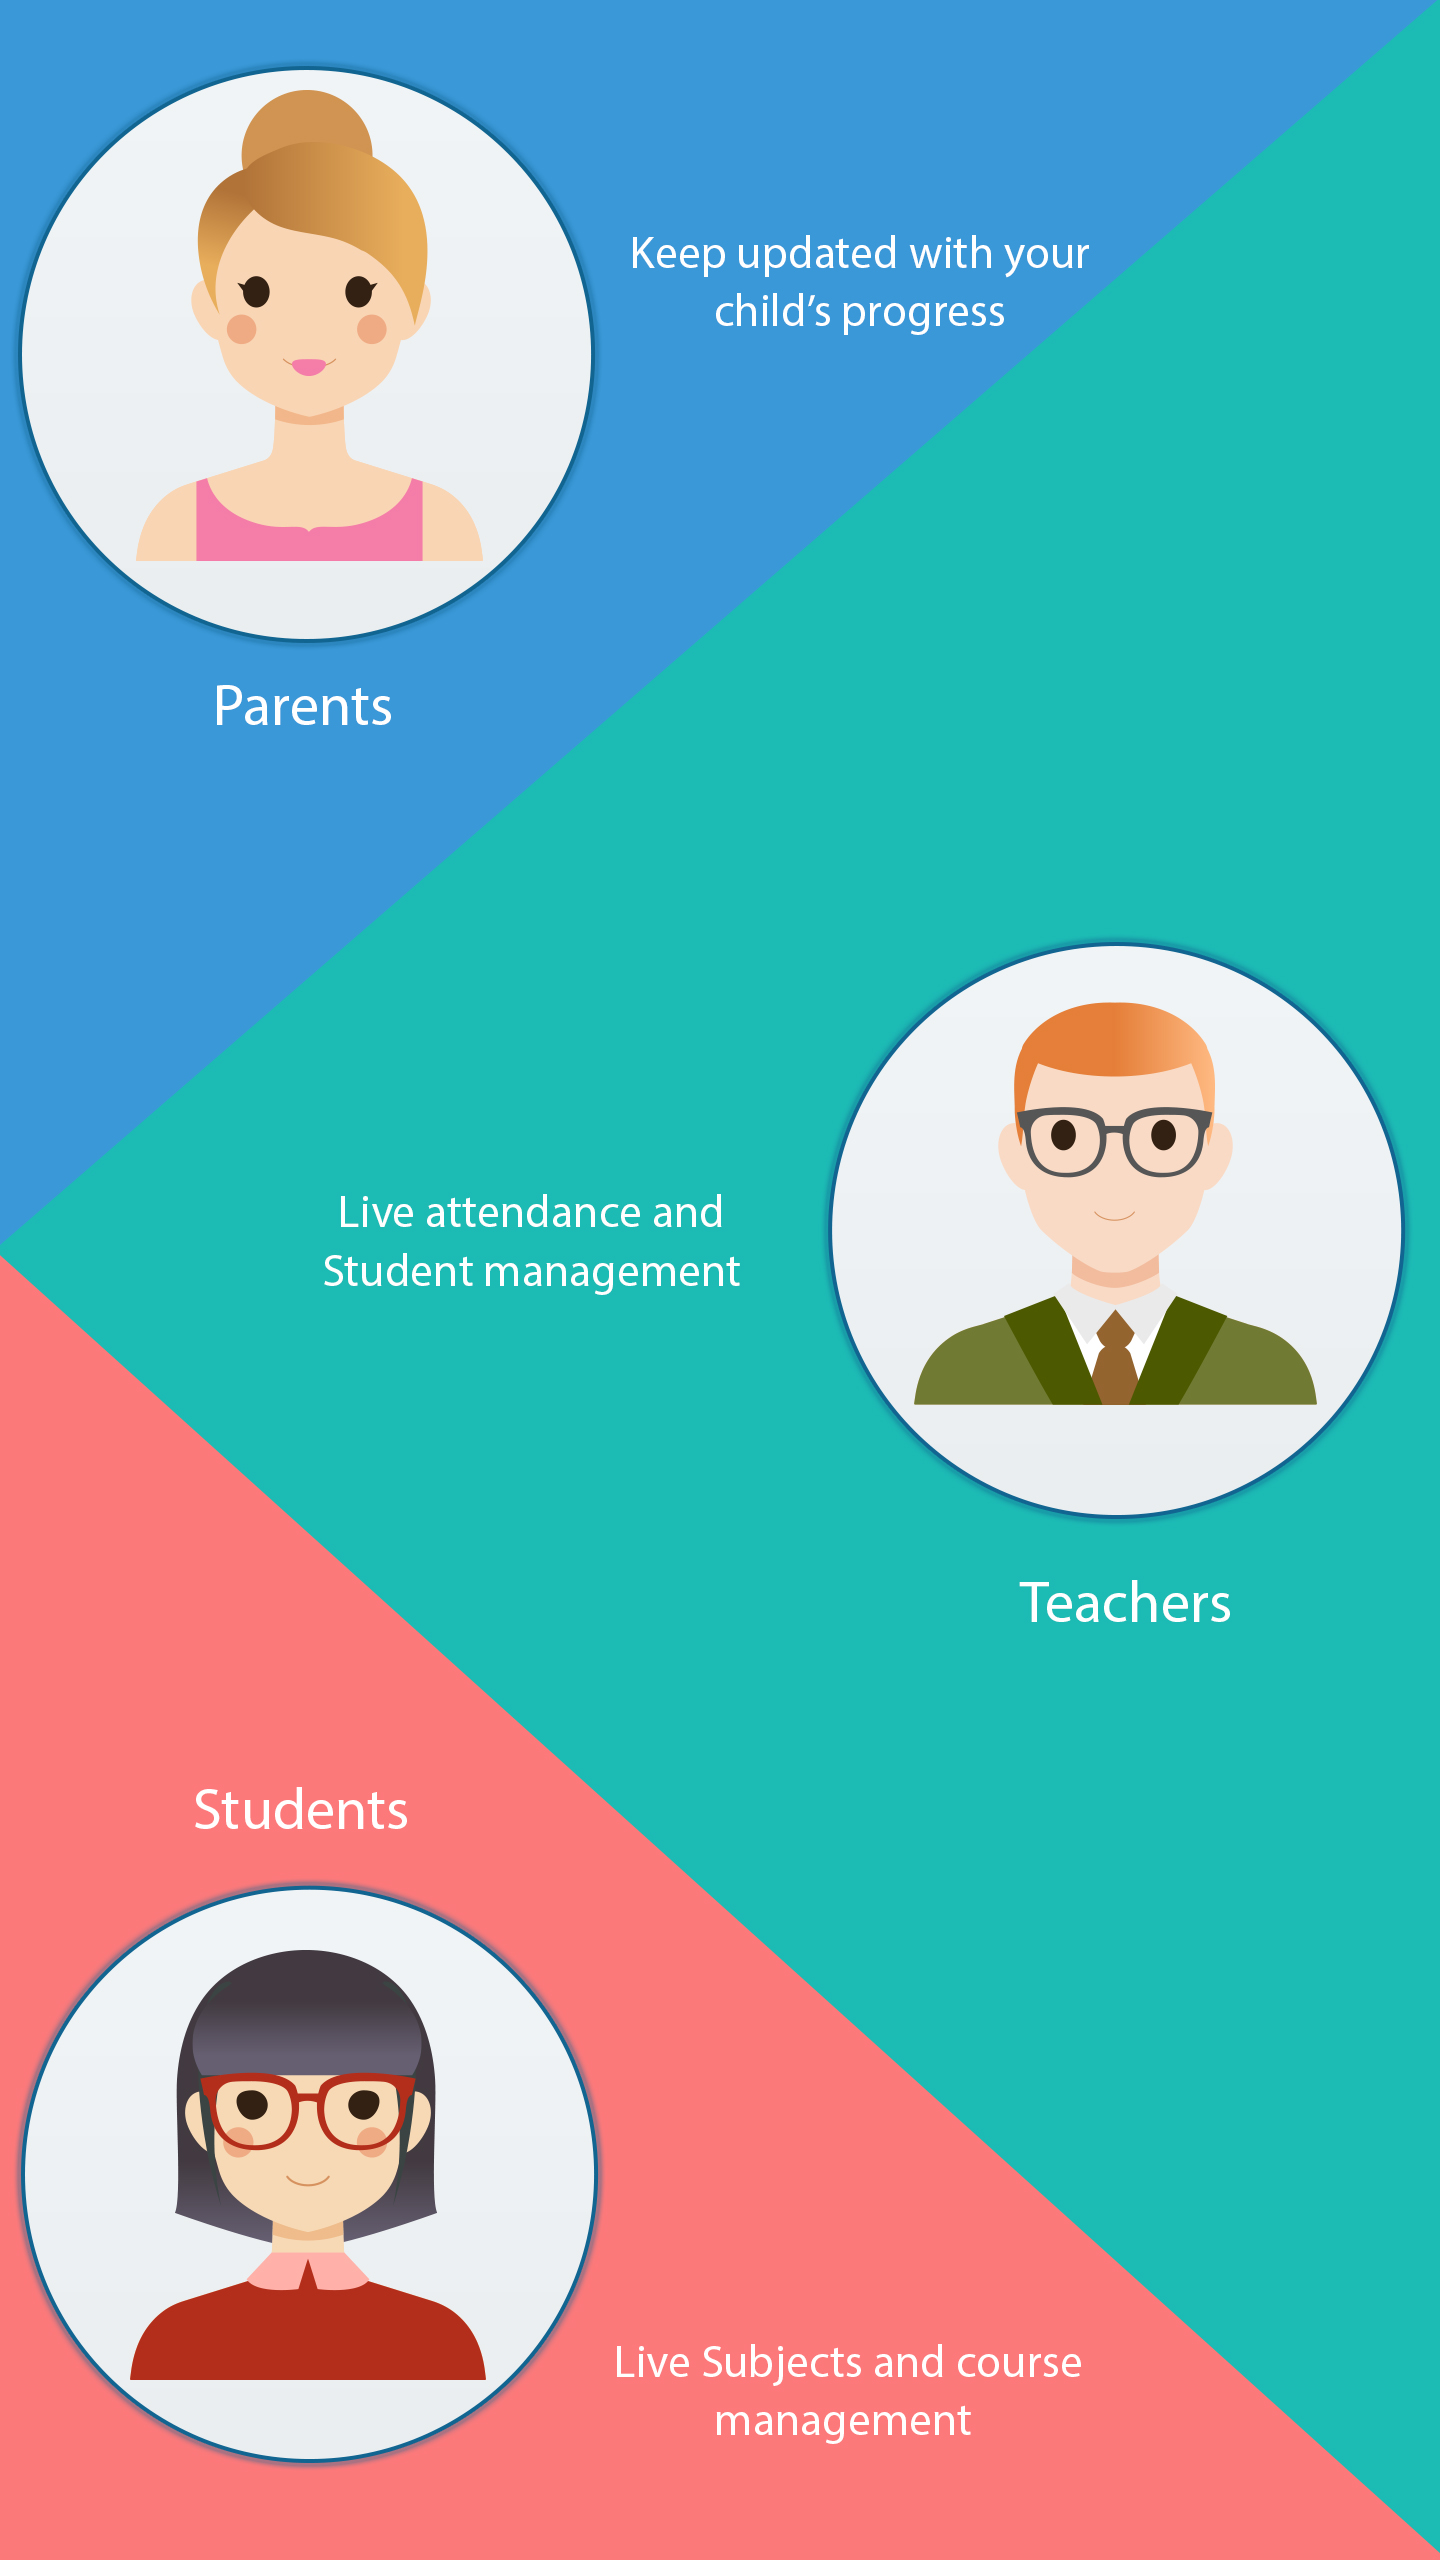 Keep updated with your
child’s progress
Parents
Live attendance and
Student management
Teachers
Students
Live Subjects and course
management